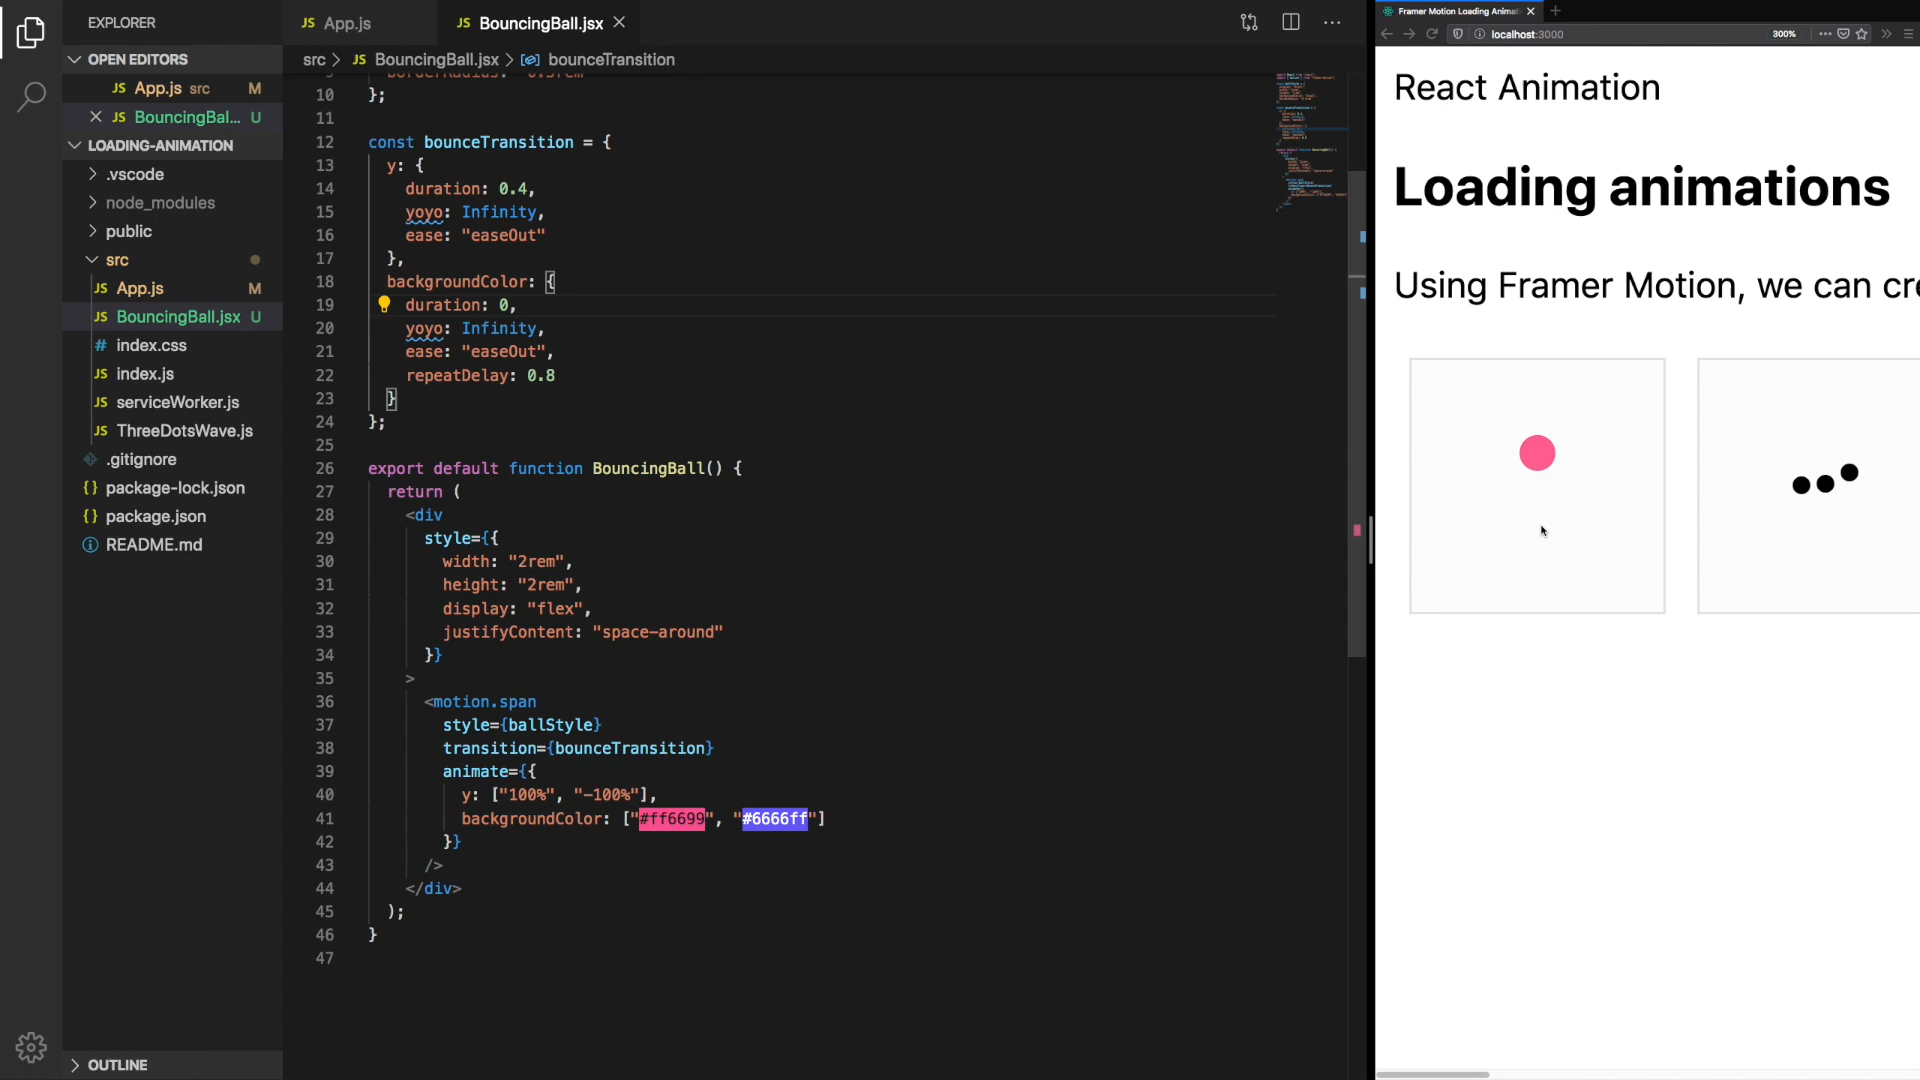 EXPLORER
OPEN EDITORS
JS App.js src M
JS BouncingBal... U
LOADING-ANIMATION
.vscode
node_modules
public
src
JS App.js M
JS BouncingBall.jsx U
# index.css
JS index.js
JS serviceWorker.js
JS ThreeDotsWave.js
.gitignore
{} package-lock.json
{} package.json
README.md
OUTLINE
JS App.js
JS BouncingBall.jsx
src > JS BouncingBall.jsx > bounceTransition
10 };
11
12 const bounceTransition = {
13 y: {
14 duration: 0.4,
15 yoyo: Infinity,
16 ease: "easeOut"
17 },
18 backgroundColor: {
19 duration: 0,
20 yoyo: Infinity,
21 ease: "easeOut",
22 repeatDelay: 0.8
23 }
24 };
25
26 export default function BouncingBall() {
27 return (
28 <div
29 style={{
30 width: "2rem",
31 height: "2rem",
32 display: "flex",
33 justifyContent: "space-around"
34 }}
35 >
36 <motion.span
37 style={ballStyle}
38 transition={bounceTransition}
39 animate={{
40 y: ["100%", "-100%"],
41 backgroundColor: ["#ff6699", "#6666ff"]
42 }}
43 />
44 </div>
45 );
46 }
47
Framer Motion Loading Animat
localhost:3000
300%
React Animation
Loading animations
Using Framer Motion, we can cre